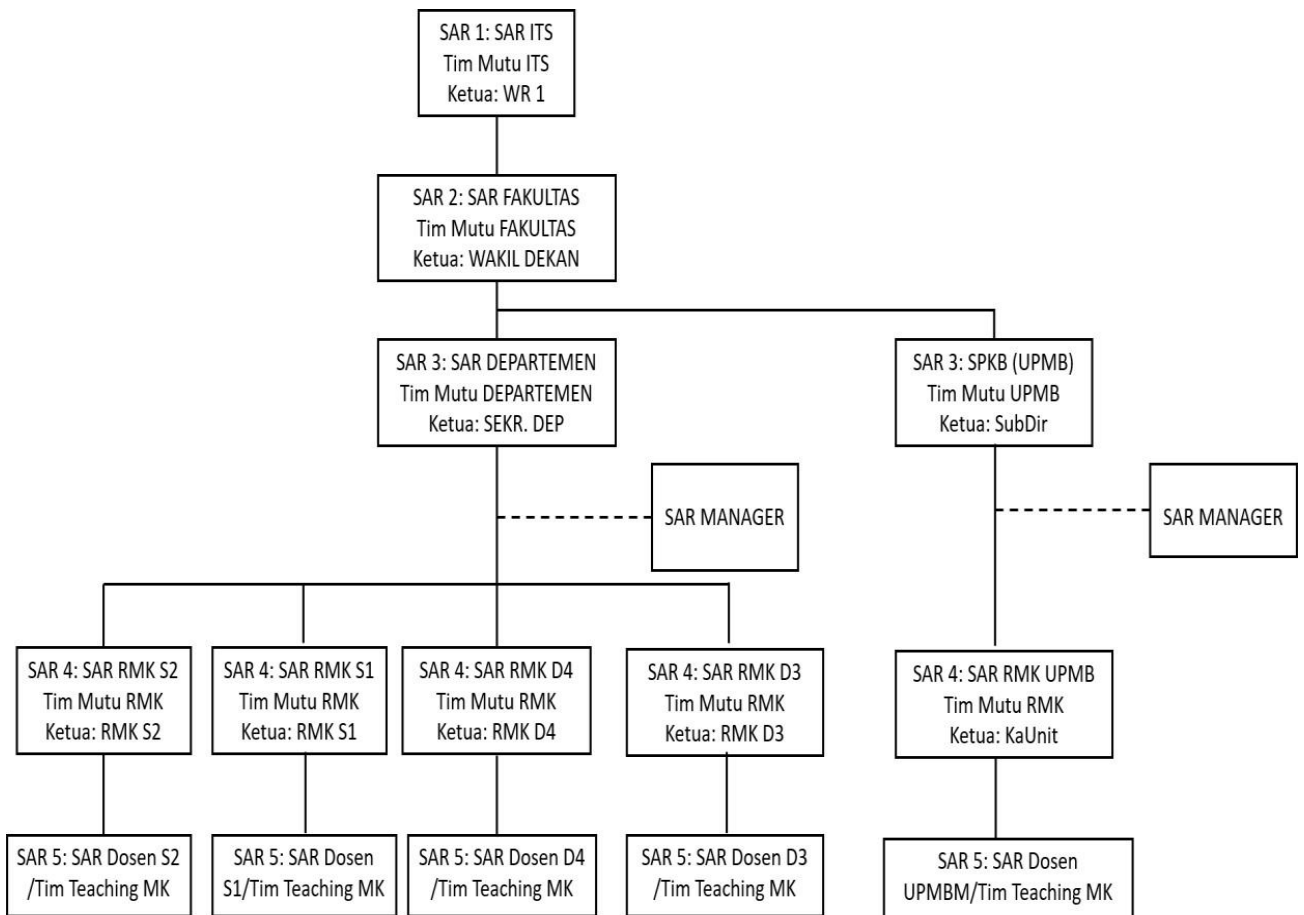 SAR 1: SAR ITS
Tim Mutu ITS
Ketua: WR 1
SAR 2: SAR FAKULTAS
Tim Mutu FAKULTAS
Ketua: WAKIL DEKAN
SAR 3: SAR DEPARTEMEN
Tim Mutu DEPARTEMEN
Ketua: SEKR. DEP
SAR 3: SPKB (UPMB)
Tim Mutu UPMB
Ketua: SubDir
SAR MANAGER
SAR MANAGER
SAR 4: SAR RMK S2
Tim Mutu RMK
Ketua: RMK S2
SAR 4: SAR RMK S1
Tim Mutu RMK
Ketua: RMK S1
SAR 4: SAR RMK D4
Tim Mutu RMK
Ketua: RMK D4
SAR 4: SAR RMK D3
Tim Mutu RMK
Ketua: RMK D3
SAR 4: SAR RMK UPMB
Tim Mutu RMK
Ketua: KaUnit
SAR 5: SAR Dosen S2
/Tim Teaching MK
SAR 5: SAR Dosen
S1/Tim Teaching MK
SAR 5: SAR Dosen D4
/Tim Teaching MK
SAR 5: SAR Dosen D3
/Tim Teaching MK
SAR 5: SAR Dosen
UPMBM/Tim Teaching MK